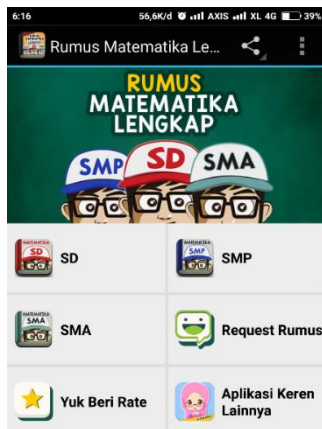 6:16 56,6K/d AXIS XL 4G 39%
Rumus Matematika Le...
RUMUS
MATEMATIKA
LENGKAP
SMP SD SMA
SD
SMP
SMA
Request Rumus
Yuk Beri Rate
Aplikasi Keren
Lainnya